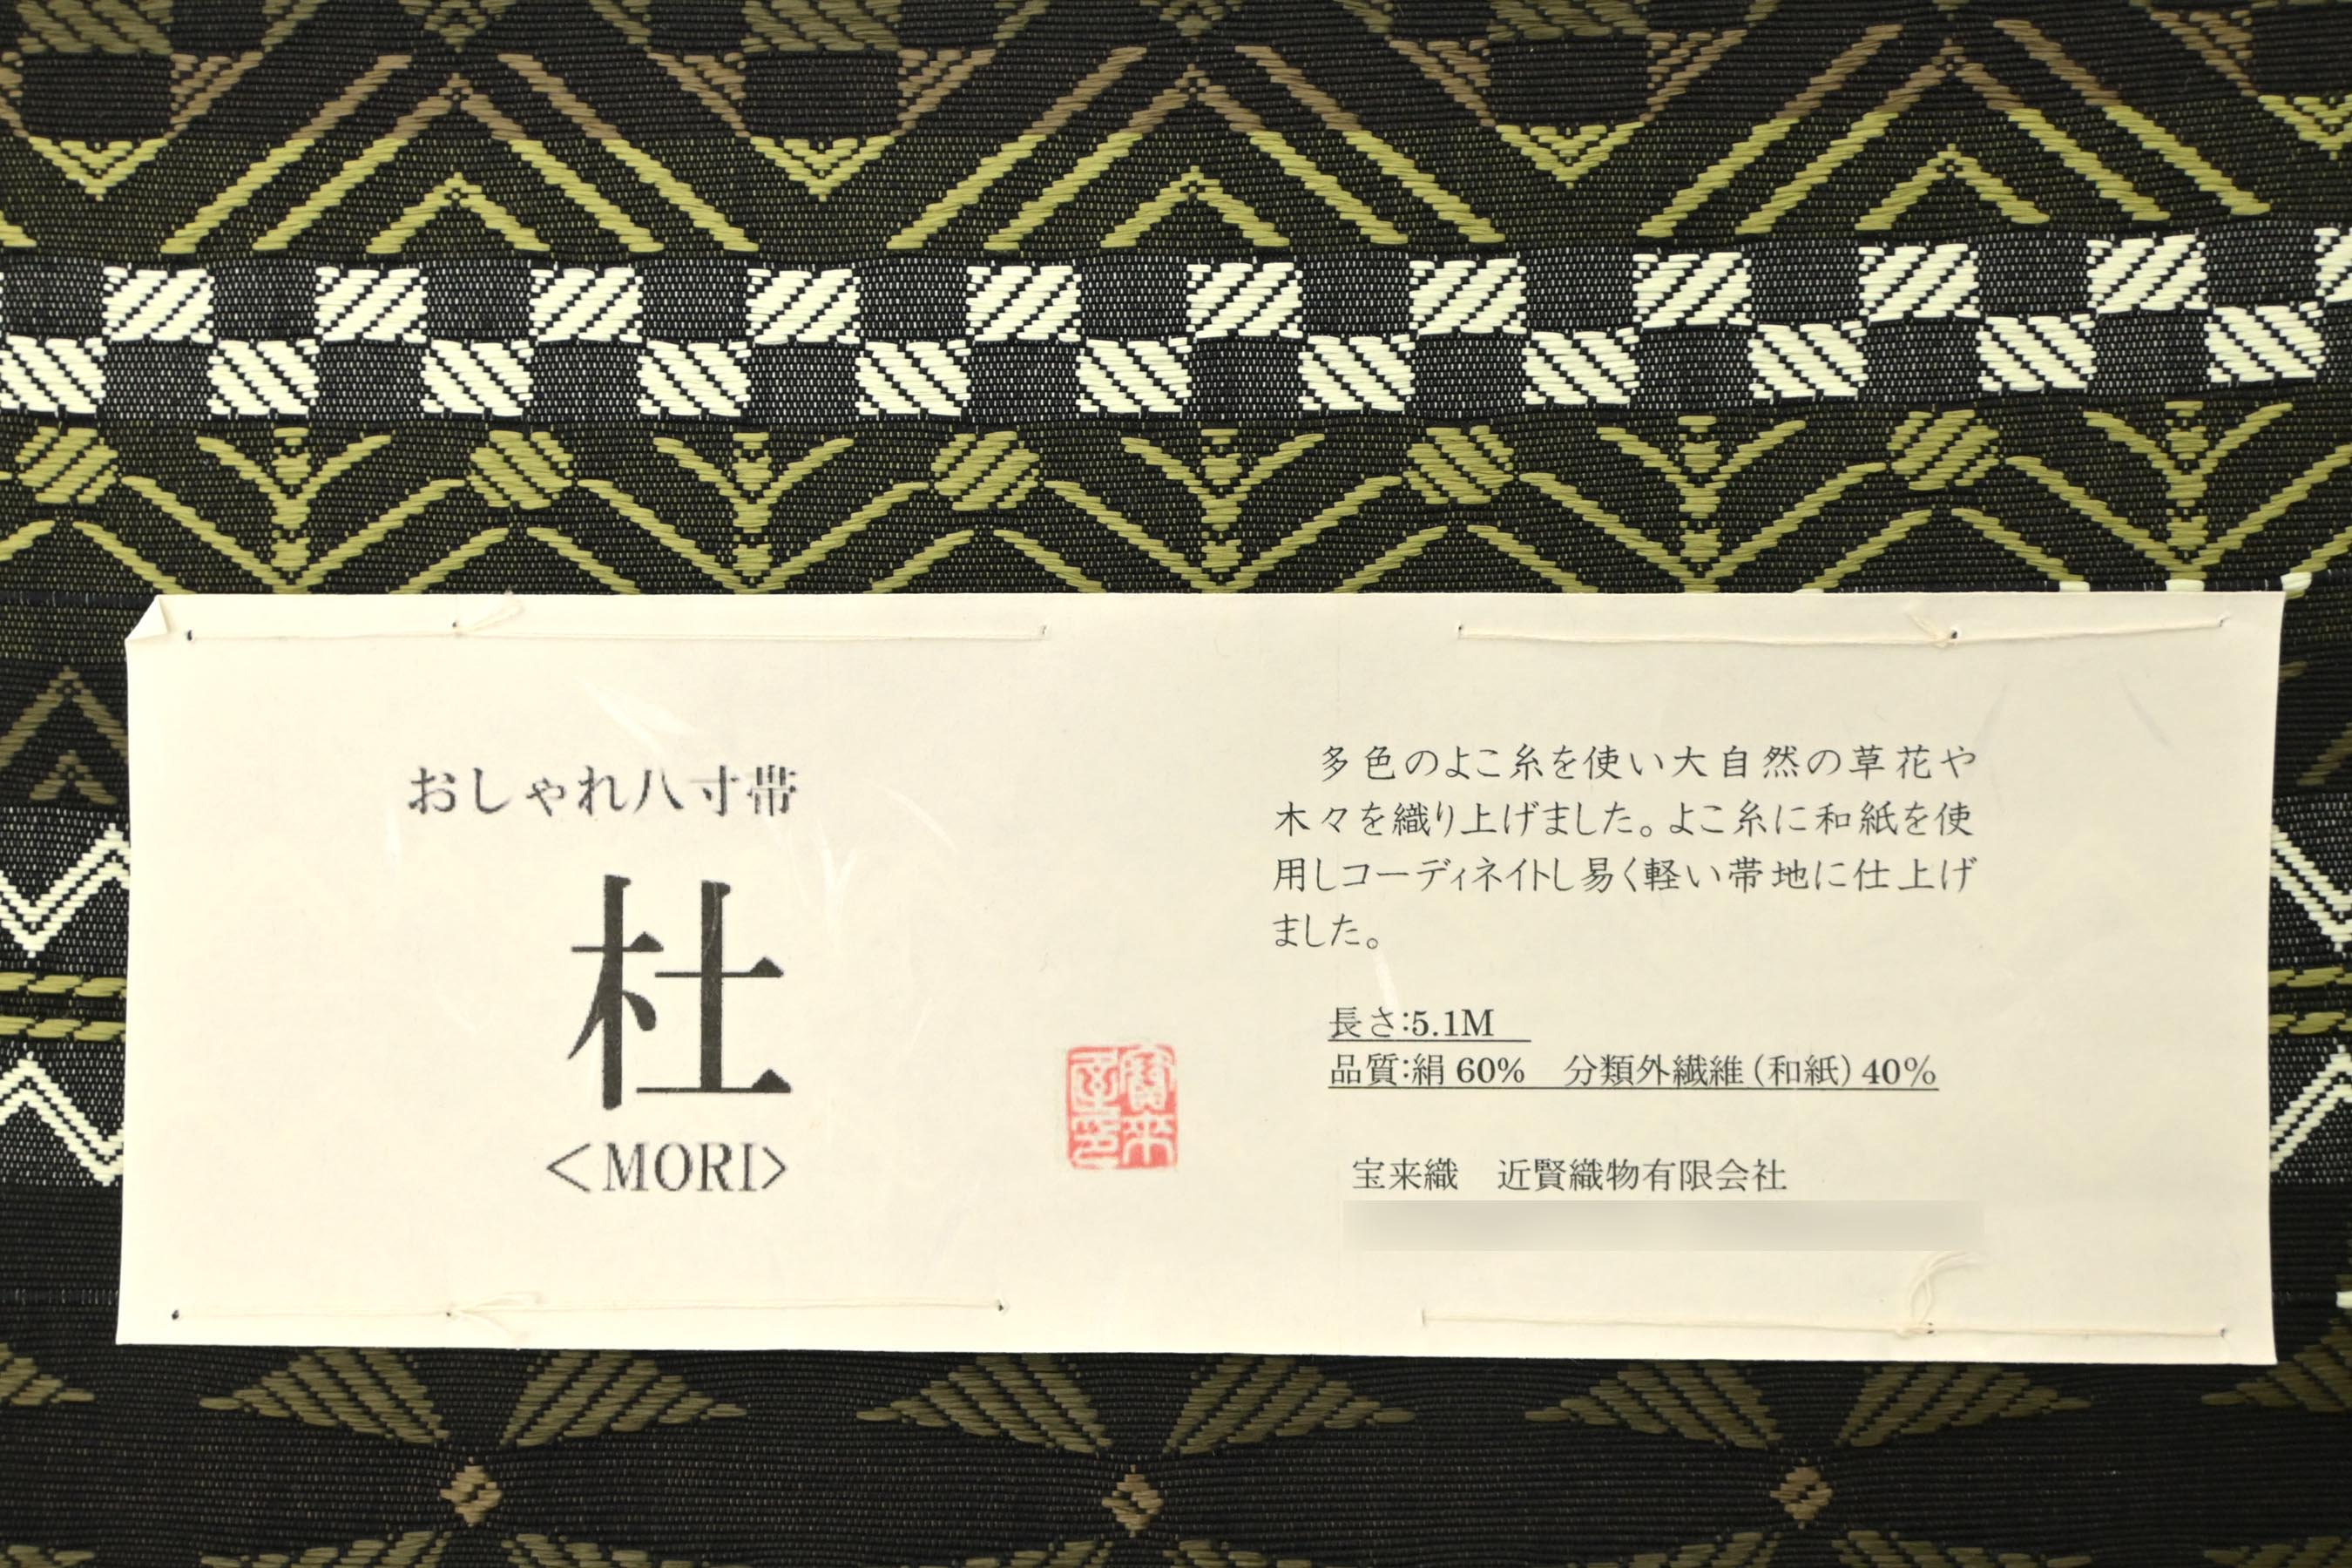 おしゃれ八寸帯
杜
<MORI>
多色のよこ糸を使い大自然の草花や
木々を織り上げました。よこ糸に和紙を使
用しコーディネイトし易く軽い帯地に仕上げ
ました。
長さ:5.1M
品質:絹 60%　分類外繊維（和紙）40%
宝来織　近賢織物有限会社